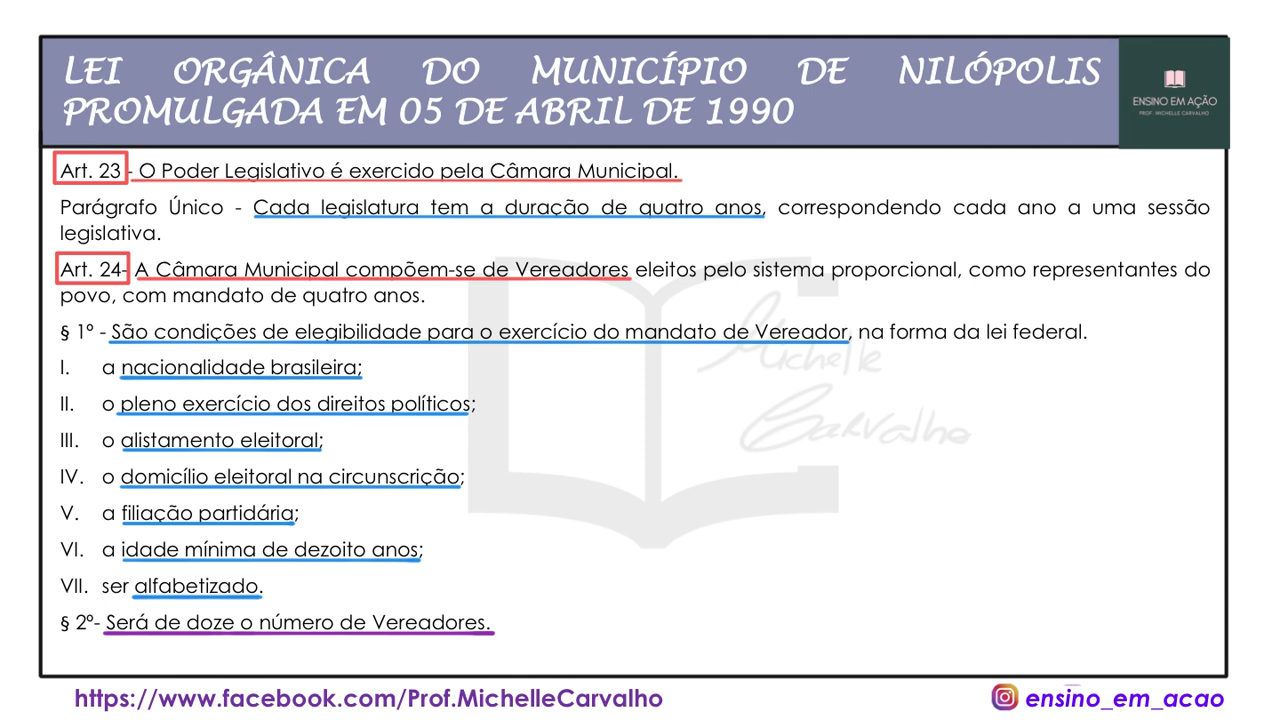 LEI ORGÂNICA DO MUNICÍPIO DE NILÓPOLIS
PROMULGADA EM 05 DE ABRIL DE 1990
ENSINO EM AÇÃO
PROF. MICHELLE CARVALHO
Art. 23 - O Poder Legislativo é exercido pela Câmara Municipal.
Parágrafo Único - Cada legislatura tem a duração de quatro anos, correspondendo cada ano a uma sessão
legislativa.
Art. 24- A Câmara Municipal compõem-se de Vereadores eleitos pelo sistema proporcional, como representantes do
povo, com mandato de quatro anos.
§ 1º - São condições de elegibilidade para o exercício do mandato de Vereador, na forma da lei federal.
I. a nacionalidade brasileira;
II. o pleno exercício dos direitos políticos;
III. o alistamento eleitoral;
IV. o domicílio eleitoral na circunscrição;
V. a filiação partidária;
VI. a idade mínima de dezoito anos;
VII. ser alfabetizado.
§ 2º- Será de doze o número de Vereadores.
Michelle
Carvalho
https://www.facebook.com/Prof.MichelleCarvalho
ensino_em_acao